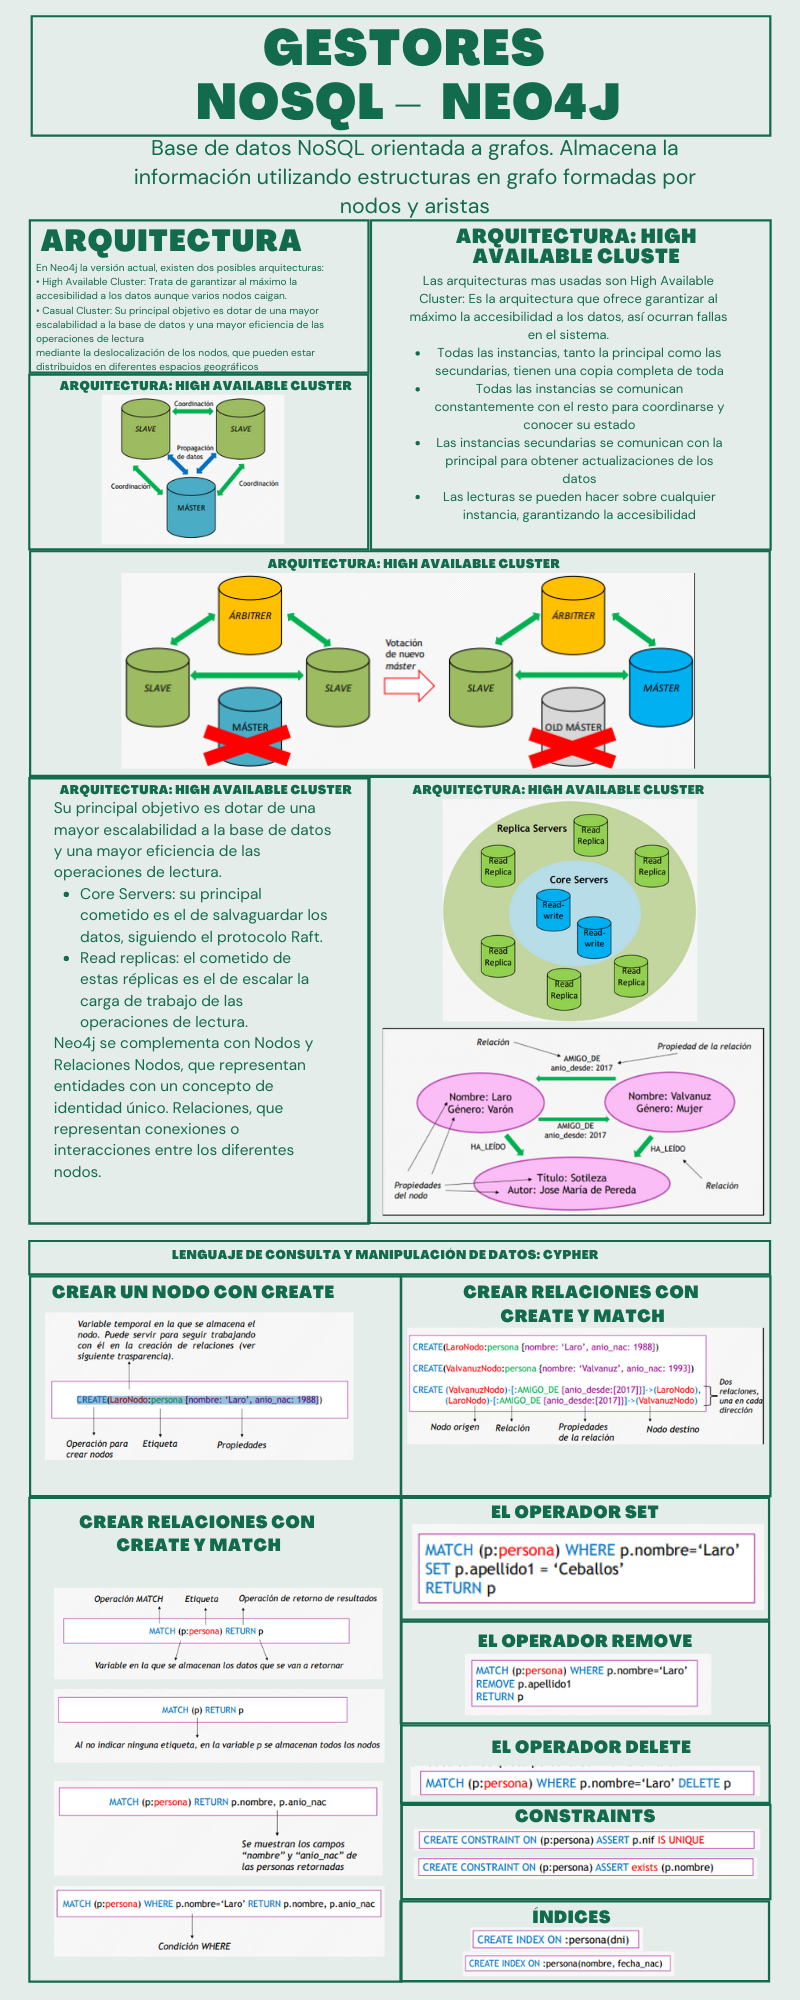 GESTORES
NOSQL – NEO4J
Base de datos NoSQL orientada a grafos. Almacena la
información utilizando estructuras en grafo formadas por
nodos y aristas
ARQUITECTURA
En Neo4j la versión actual, existen dos posibles arquitecturas:
• High Available Cluster: Trata de garantizar al máximo la
accesibilidad a los datos aunque varios nodos caigan.
• Casual Cluster: Su principal objetivo es dotar de una mayor
escalabilidad a la base de datos y una mayor eficiencia de las
operaciones de lectura
mediante la deslocalización de los nodos, que pueden estar
distribuidos en diferentes espacios geográficos
ARQUITECTURA: HIGH
AVAILABLE CLUSTE
Las arquitecturas mas usadas son High Available
Cluster: Es la arquitectura que ofrece garantizar al
máximo la accesibilidad a los datos, así ocurran fallas
en el sistema.
• Todas las instancias, tanto la principal como las
secundarias, tienen una copia completa de toda
• Todas las instancias se comunican
constantemente con el resto para coordinarse y
conocer su estado
• Las instancias secundarias se comunican con la
principal para obtener actualizaciones de los
datos
• Las lecturas se pueden hacer sobre cualquier
instancia, garantizando la accesibilidad
ARQUITECTURA: HIGH AVAILABLE CLUSTER
Coordinación
SLAVE
SLAVE
Propagación
de datos
Coordinación
Coordinación
MÁSTER
ARQUITECTURA: HIGH AVAILABLE CLUSTER
ÁRBITRER
SLAVE
SLAVE
MÁSTER
Votación
de nuevo
máster
ÁRBITRER
SLAVE
MÁSTER
OLD MÁSTER
ARQUITECTURA: HIGH AVAILABLE CLUSTER
Su principal objetivo es dotar de una
mayor escalabilidad a la base de datos
y una mayor eficiencia de las
operaciones de lectura.
• Core Servers: su principal
cometido es el de salvaguardar los
datos, siguiendo el protocolo Raft.
• Read replicas: el cometido de
estas réplicas es el de escalar la
carga de trabajo de las
operaciones de lectura.
Neo4j se complementa con Nodos y
Relaciones Nodos, que representan
entidades con un concepto de
identidad único. Relaciones, que
representan conexiones o
interacciones entre los diferentes
nodos.
ARQUITECTURA: HIGH AVAILABLE CLUSTER
Replica Servers
Read
Replica
Read
Replica
Read
Replica
Core Servers
Read-
write
Read-
write
Read
Replica
Read
Replica
Read
Replica
Relación
Propiedad de la relación
AMIGO_DE
anio_desde: 2017
Nombre: Laro
Género: Varón
Nombre: Valvanuz
Género: Mujer
AMIGO_DE
anio_desde: 2017
HA_LEÍDO
HA_LEÍDO
Título: Sotileza
Autor: Jose María de Pereda
Propiedades
del nodo
Relación
LENGUAJE DE CONSULTA Y MANIPULACIÓN DE DATOS: CYPHER
CREAR UN NODO CON CREATE
Variable temporal en la que se almacena el
nodo. Puede servir para seguir trabajando
con él en la creación de relaciones (ver
siguiente trasparencia).
CREATE(LaroNodo:persona {nombre: ‘Laro’, anio_nac: 1988})
Operación para
crear nodos
Etiqueta
Propiedades
CREAR RELACIONES CON
CREATE Y MATCH
CREATE(LaroNodo:persona {nombre: ‘Laro’, anio_nac: 1988})
CREATE(ValvanuzNodo:persona {nombre: ‘Valvanuz’, anio_nac: 1993})
CREATE (ValvanuzNodo)-[:AMIGO_DE {anio_desde:[2017]}]->(LaroNodo),
(LaroNodo)-[:AMIGO_DE {anio_desde:[2017]}]->(ValvanuzNodo)
Dos
relaciones,
una en cada
dirección
Nodo origen
Relación
Propiedades
de la relación
Nodo destino
CREAR RELACIONES CON
CREATE Y MATCH
Operación MATCH
Etiqueta
Operación de retorno de resultados
MATCH (p:persona) RETURN p
Variable en la que se almacenan los datos que se van a retornar
MATCH (p) RETURN p
Al no indicar ninguna etiqueta, en la variable p se almacenan todos los nodos
MATCH (p:persona) RETURN p.nombre, p.anio_nac
Se muestran los campos
“nombre” y “anio_nac” de
las personas retornadas
MATCH (p:persona) WHERE p.nombre=‘Laro’ RETURN p.nombre, p.anio_nac
Condición WHERE
EL OPERADOR SET
MATCH (p:persona) WHERE p.nombre=‘Laro’
SET p.apellido1 = ‘Ceballos’
RETURN p
EL OPERADOR REMOVE
MATCH (p:persona) WHERE p.nombre=‘Laro’
REMOVE p.apellido1
RETURN p
EL OPERADOR DELETE
MATCH (p:persona) WHERE p.nombre=‘Laro’ DELETE p
CONSTRAINTS
CREATE CONSTRAINT ON (p:persona) ASSERT p.nif IS UNIQUE
CREATE CONSTRAINT ON (p:persona) ASSERT exists (p.nombre)
ÍNDICES
CREATE INDEX ON :persona(dni)
CREATE INDEX ON :persona(nombre, fecha_nac)